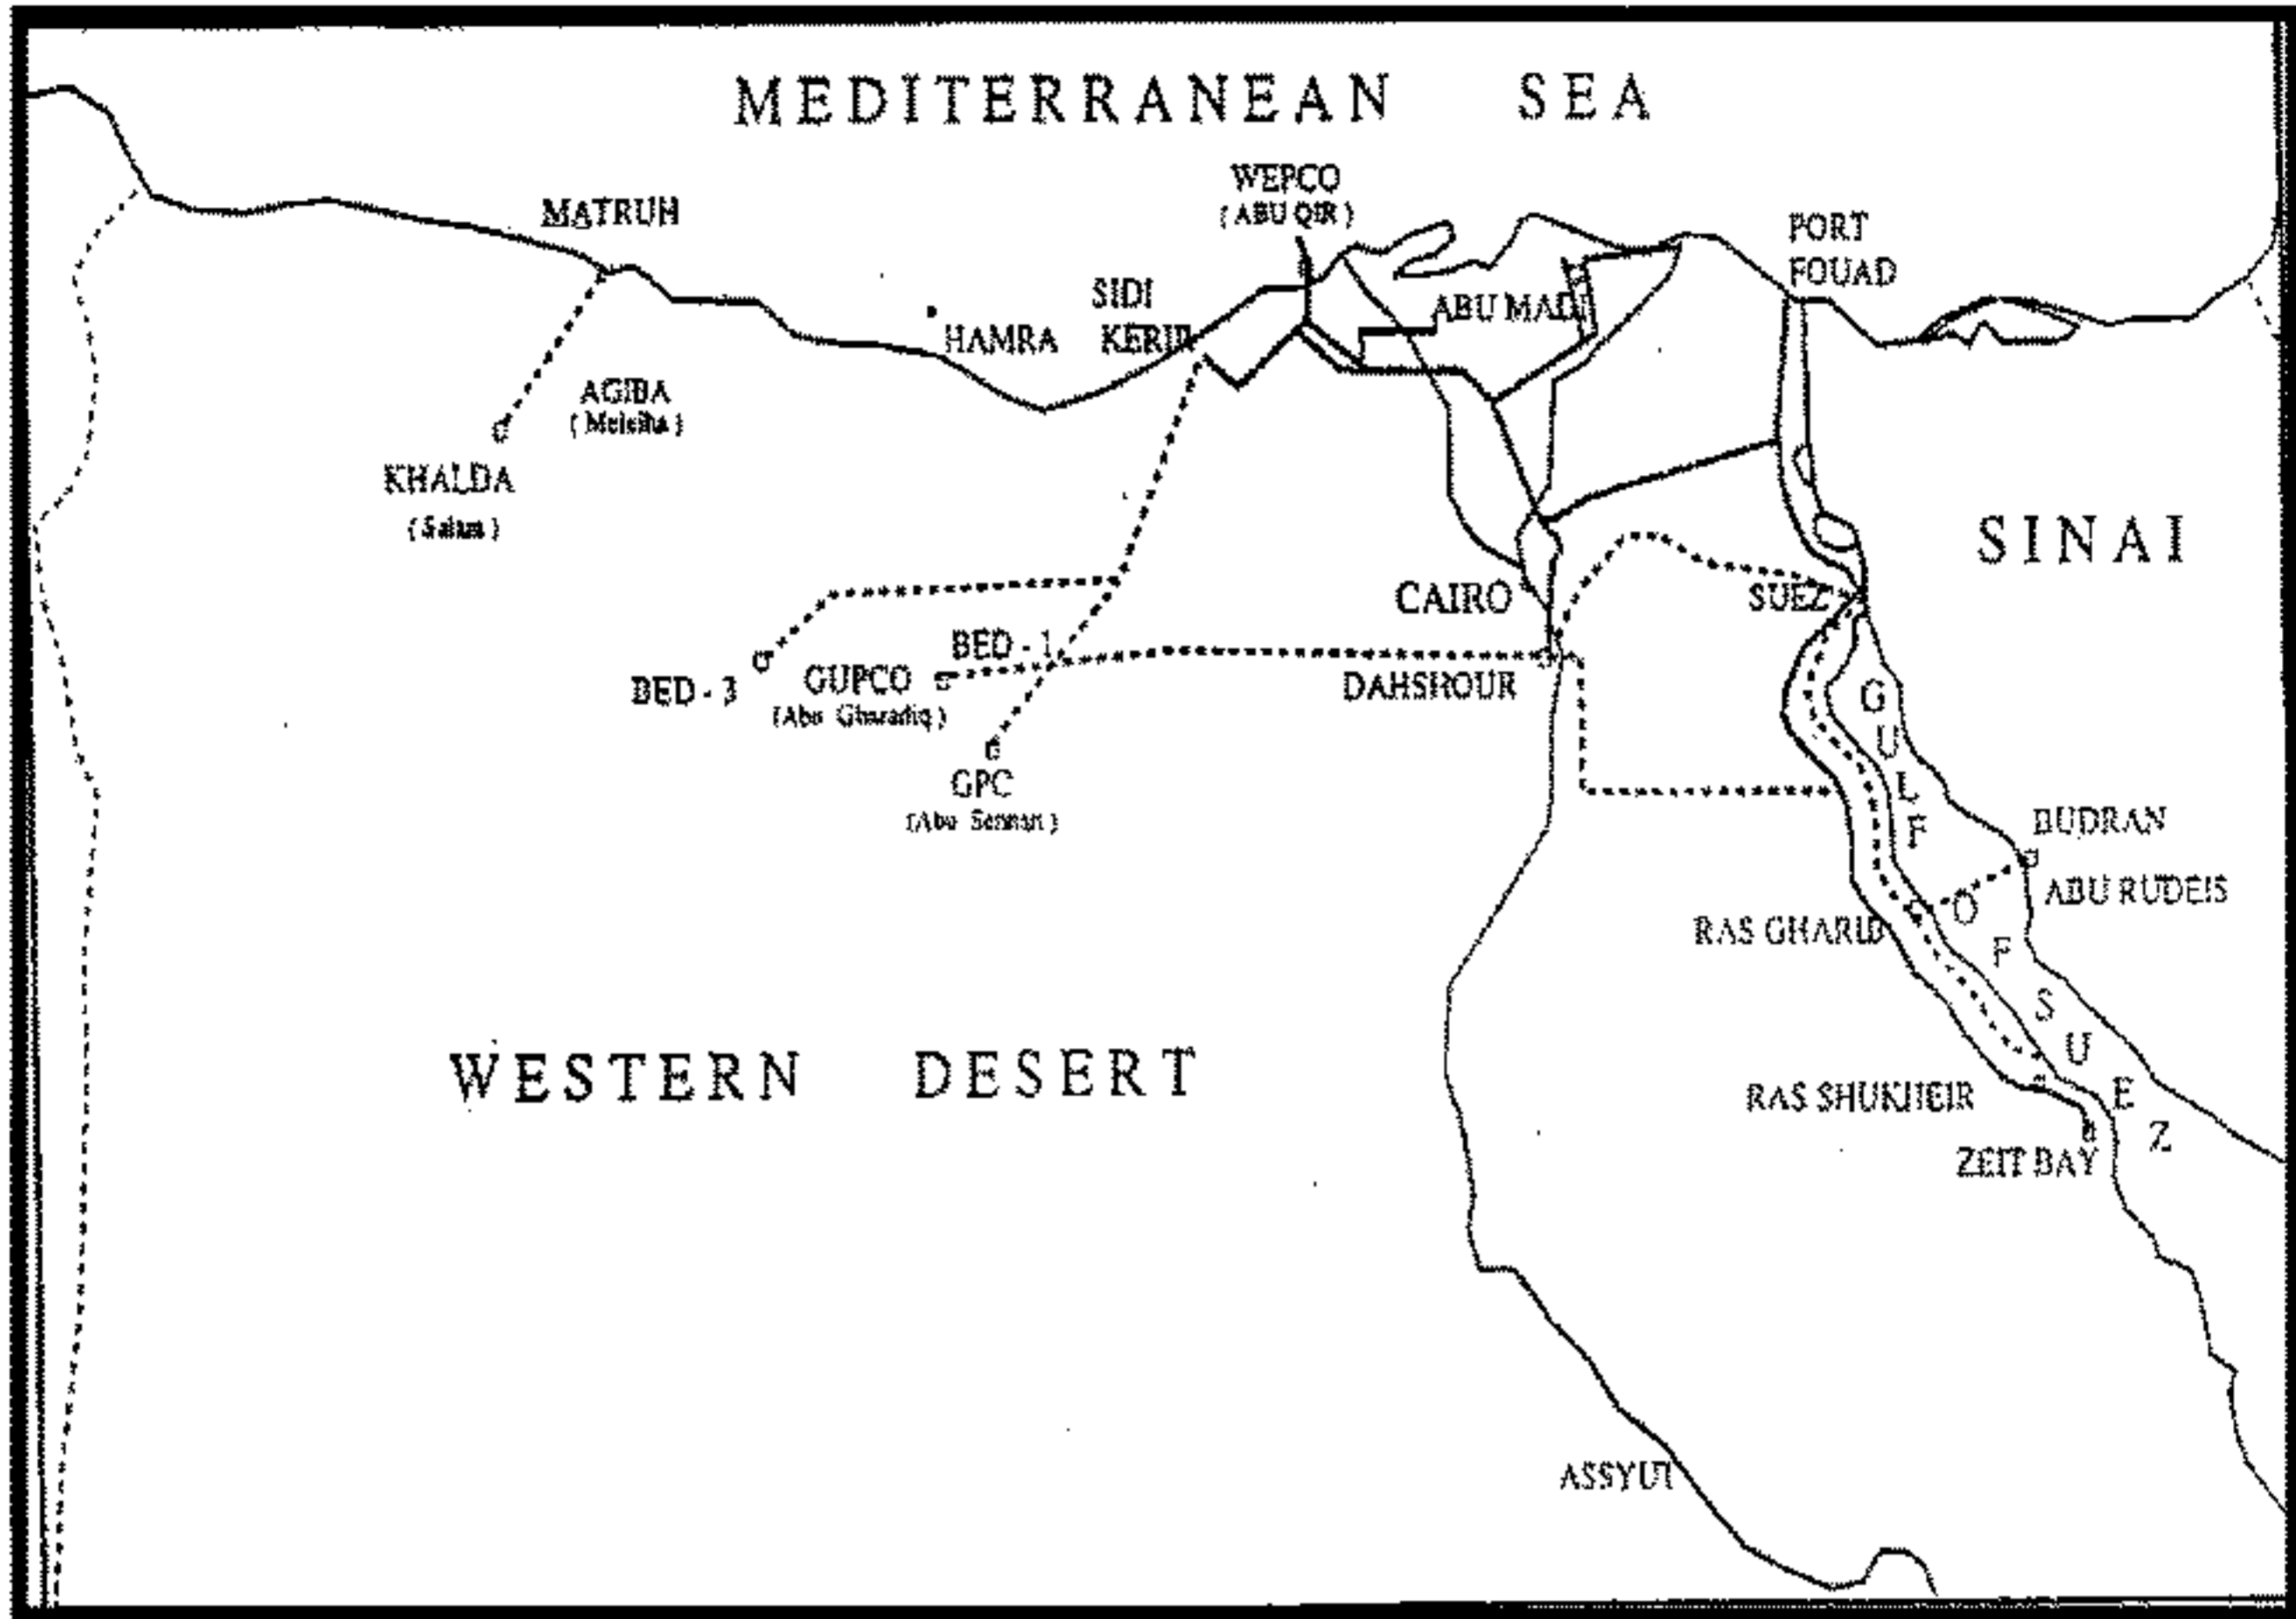 MEDITERRANEAN SEA
WEPCO
(ABU QIR)
MATRUH
PORT
FOUAD
SIDI
KERIR
ABU MADI
HAMRA
AGIBA
(Meleiha)
KHALDA
(Salam)
SINAI
CAIRO
SUEZ
BED - 1
BED - 3
GUPCO
(Abu Gharadiq)
DAHSHOUR
GPC
(Abu Sennan)
GULF OF SUEZ
BUDRAN
ABU RUDEIS
RAS GHARIB
WESTERN DESERT
RAS SHUKHEIR
ZEIT BAY
ASSYUT